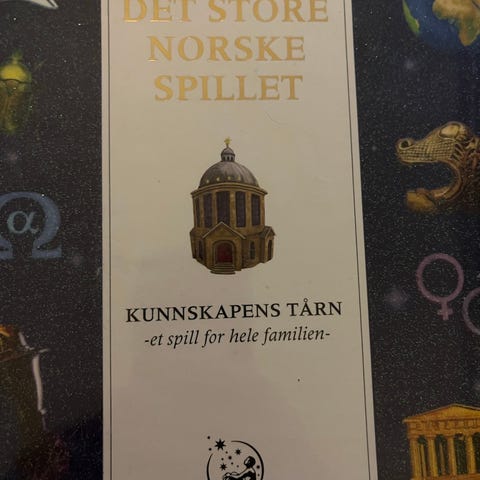 DET STORE
NORSKE
SPILLET
Ω α
KUNNSKAPENS TÅRN
-et spill for hele familien-